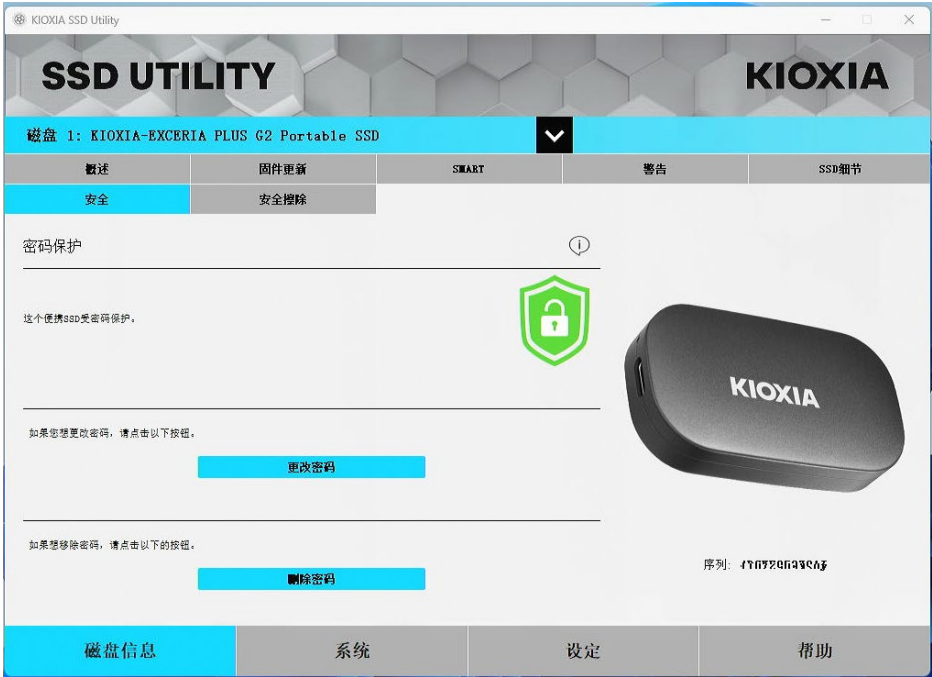 KIOXIA SSD Utility
SSD UTILITY
KIOXIA
磁盘 1: KIOXIA-EXCERIA PLUS G2 Portable SSD
概述
固件更新
SMART
警告
SSD细节
安全
安全擦除
密码保护
这个便携SSD受密码保护。
KIOXIA
如果您想更改密码，请点击以下按钮。
更改密码
如果想移除密码，请点击以下的按钮。
删除密码
序列:
磁盘信息
系统
设定
帮助